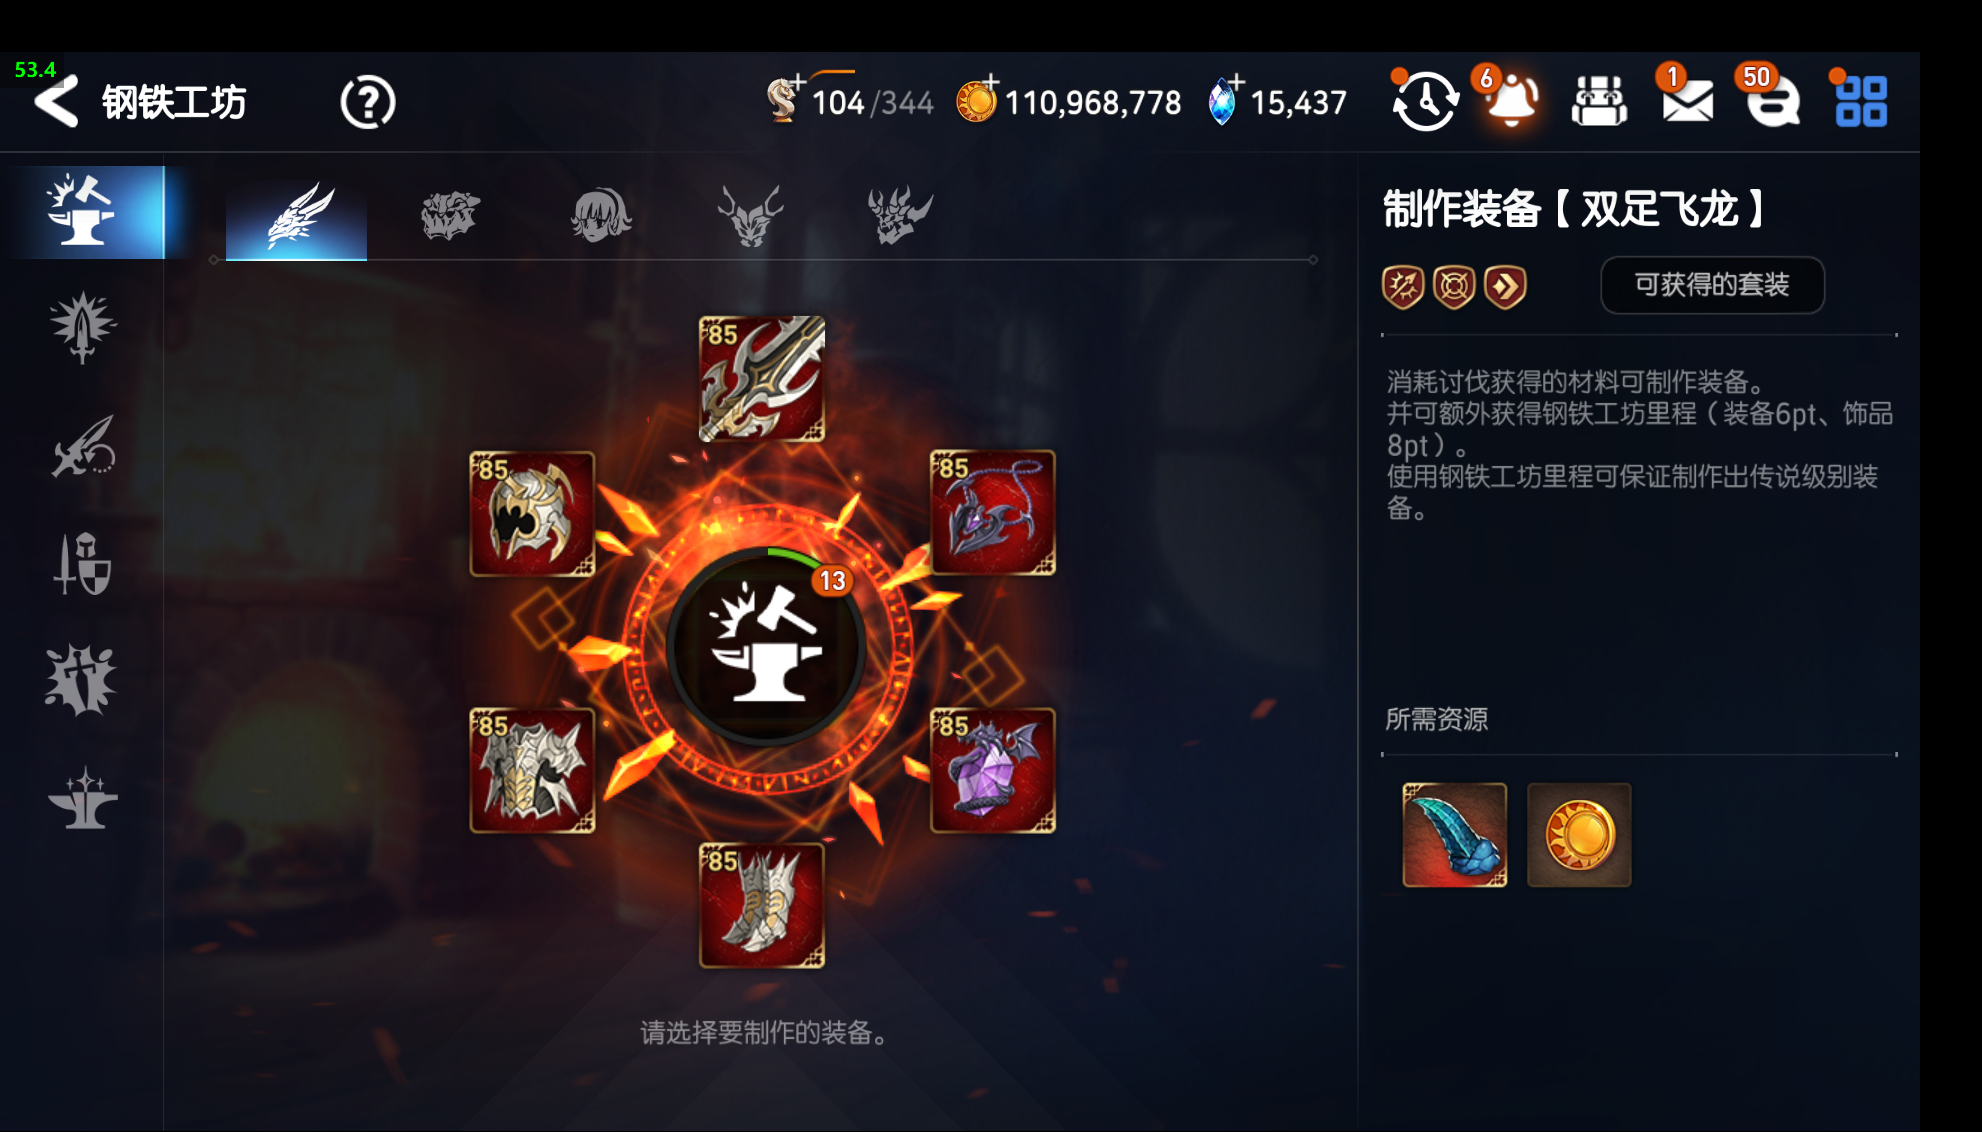 53.4
钢铁工坊
104/344
110,968,778
15,437
6
1
50
制作装备【双足飞龙】
可获得的套装
消耗讨伐获得的材料可制作装备。
并可额外获得钢铁工坊里程（装备6pt、饰品
8pt）。
使用钢铁工坊里程可保证制作出传说级别装
备。
85
85
85
13
85
85
85
所需资源
请选择要制作的装备。